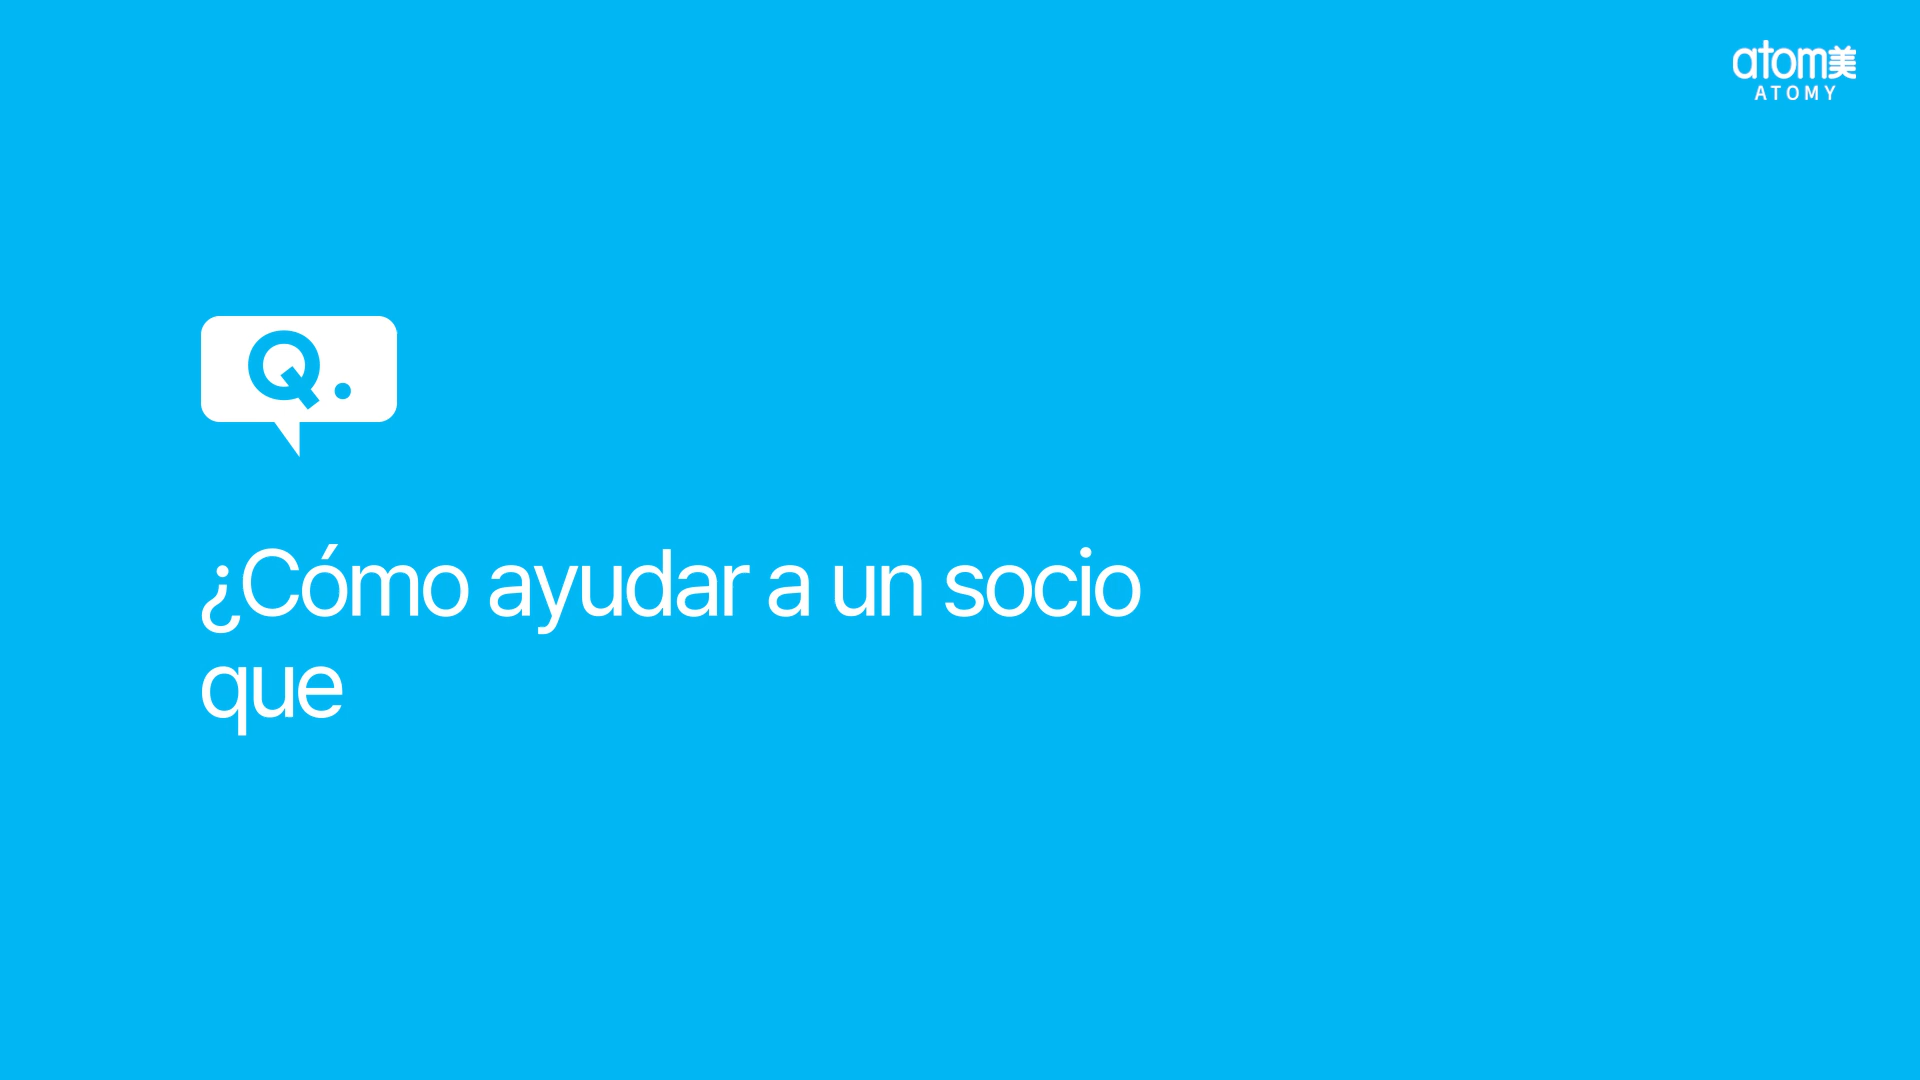 atom美
ATOMY
Q.
¿Cómo ayudar a un socio
que